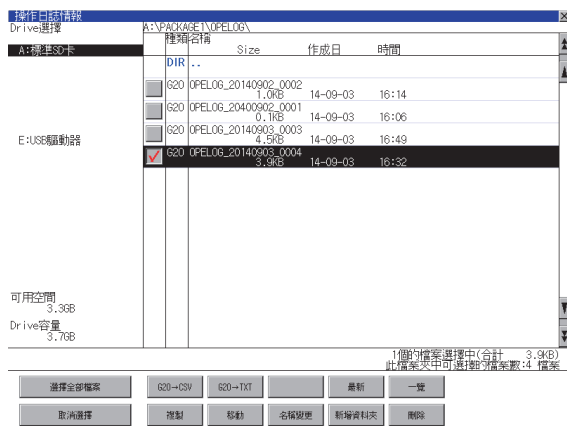 操作日誌情報 ×
Drive選擇 A:\PACKAGE1\OPELOG\
A:標準SD卡
E:USB驅動器
種類 名稱
Size 作成日 時間
DIR ..
G20 OPELOG_20140902_0002
1.0KB 14-09-03 16:14
G20 OPELOG_20400902_0001
0.1KB 14-09-03 16:06
G20 OPELOG_20140903_0003
4.5KB 14-09-03 16:49
G20 OPELOG_20140903_0004
3.9KB 14-09-03 16:32
可用空間
3.3GB
Drive容量
3.7GB
1個的檔案選擇中(合計 3.9KB)
此檔案夾中可選擇的檔案數:4 檔案
選擇全部檔案 G20→CSV G20→TXT 最新 一覽
取消選擇 複製 移動 名稱變更 新增資料夾 刪除